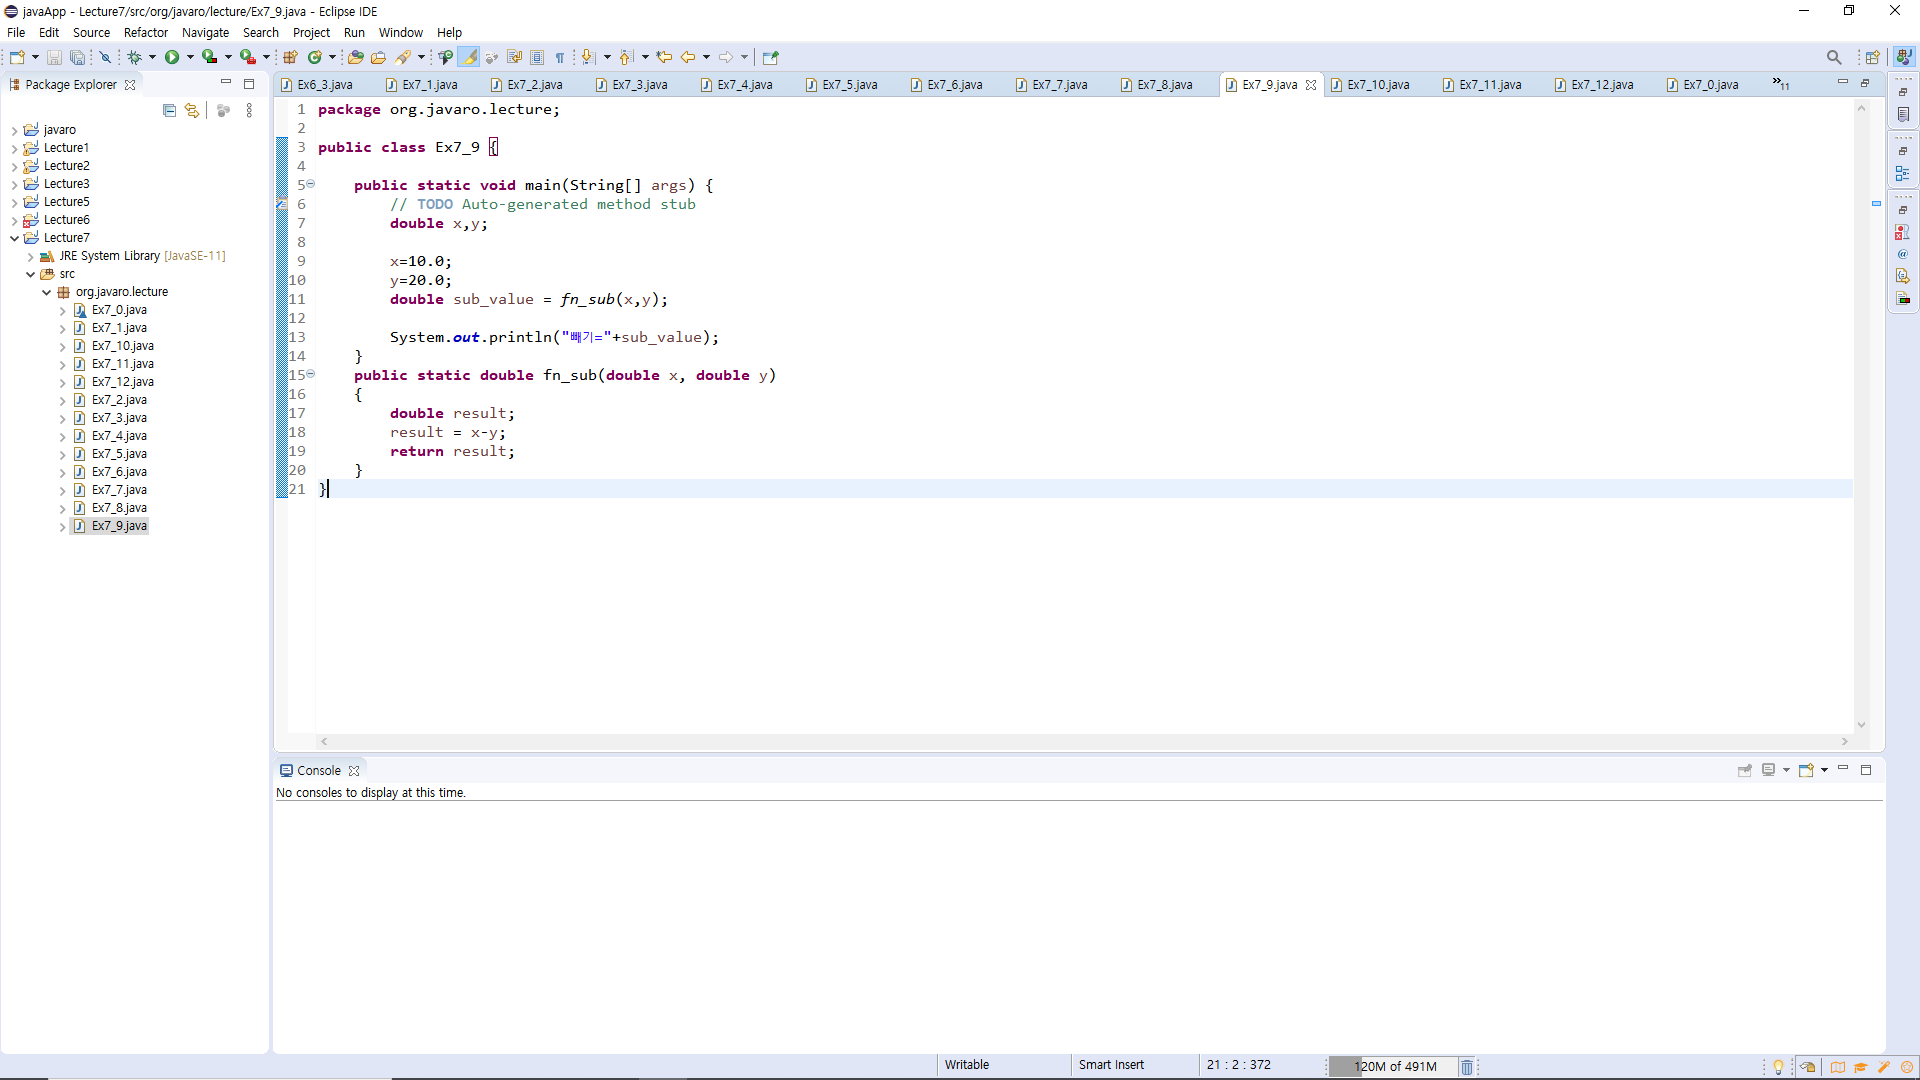 javaApp - Lecture7/src/org/javaro/lecture/Ex7_9.java - Eclipse IDE
File Edit Source Refactor Navigate Search Project Run Window Help
Package Explorer
javaro
Lecture1
Lecture2
Lecture3
Lecture5
Lecture6
Lecture7
JRE System Library [JavaSE-11]
src
org.javaro.lecture
Ex7_0.java
Ex7_1.java
Ex7_10.java
Ex7_11.java
Ex7_12.java
Ex7_2.java
Ex7_3.java
Ex7_4.java
Ex7_5.java
Ex7_6.java
Ex7_7.java
Ex7_8.java
Ex7_9.java
Ex6_3.java Ex7_1.java Ex7_2.java Ex7_3.java Ex7_4.java Ex7_5.java Ex7_6.java Ex7_7.java Ex7_8.java Ex7_9.java Ex7_10.java Ex7_11.java Ex7_12.java Ex7_0.java »11
1 package org.javaro.lecture;
2
3 public class Ex7_9 {
4
5 public static void main(String[] args) {
6 // TODO Auto-generated method stub
7 double x,y;
8
9 x=10.0;
10 y=20.0;
11 double sub_value = fn_sub(x,y);
12
13 System.out.println("빼기="+sub_value);
14 }
15 public static double fn_sub(double x, double y)
16 {
17 double result;
18 result = x-y;
19 return result;
20 }
21 }
Console
No consoles to display at this time.
Writable Smart Insert 21 : 2 : 372 120M of 491M